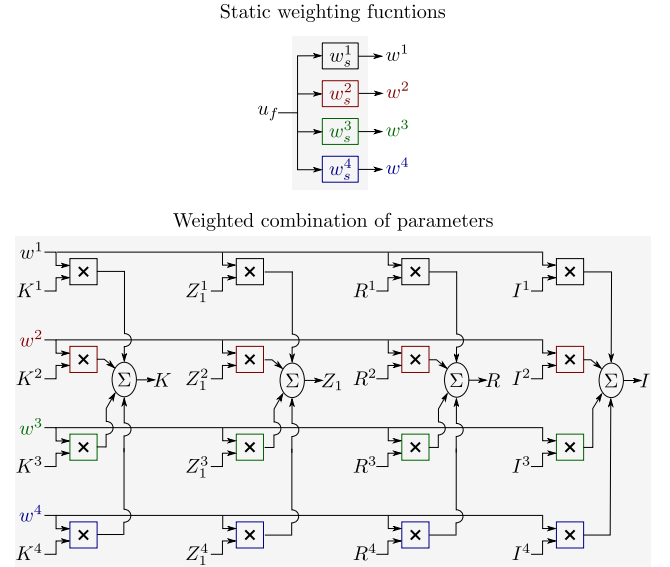 Static weighting fucntions
w_s^1 w^1
w_s^2 w^2
u_f
w_s^3 w^3
w_s^4 w^4
Weighted combination of parameters
w^1
× × × ×
K^1 Z_1^1 R^1 I^1
w^2
× × × ×
K^2 Σ K Z_1^2 Σ Z_1 R^2 Σ R I^2 Σ I
w^3
× × × ×
K^3 Z_1^3 R^3 I^3
w^4
× × × ×
K^4 Z_1^4 R^4 I^4